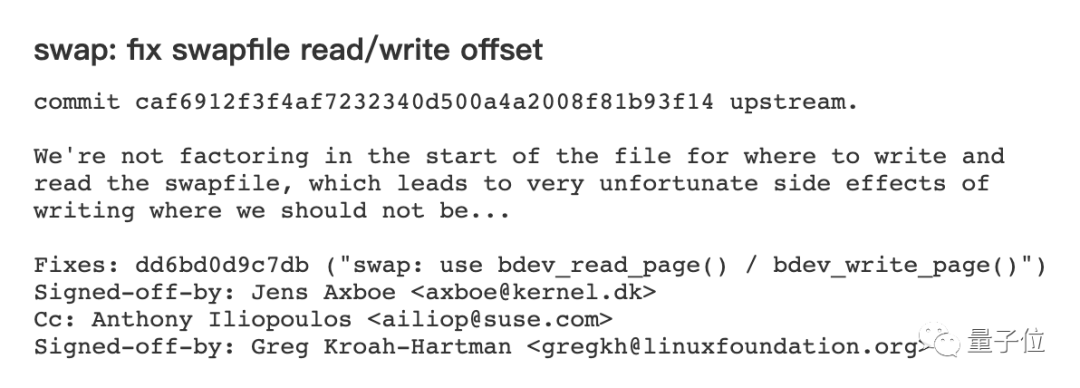 swap: fix swapfile read/write offset
commit caf6912f3f4af7232340d500a4a2008f81b93f14 upstream.
We're not factoring in the start of the file for where to write and
read the swapfile, which leads to very unfortunate side effects of
writing where we should not be...
Fixes: dd6bd0d9c7db ("swap: use bdev_read_page() / bdev_write_page()")
Signed-off-by: Jens Axboe <axboe@kernel.dk>
Cc: Anthony Iliopoulos <ailiop@suse.com>
Signed-off-by: Greg Kroah-Hartman <gregkh@linuxfoundation.org>
量子位